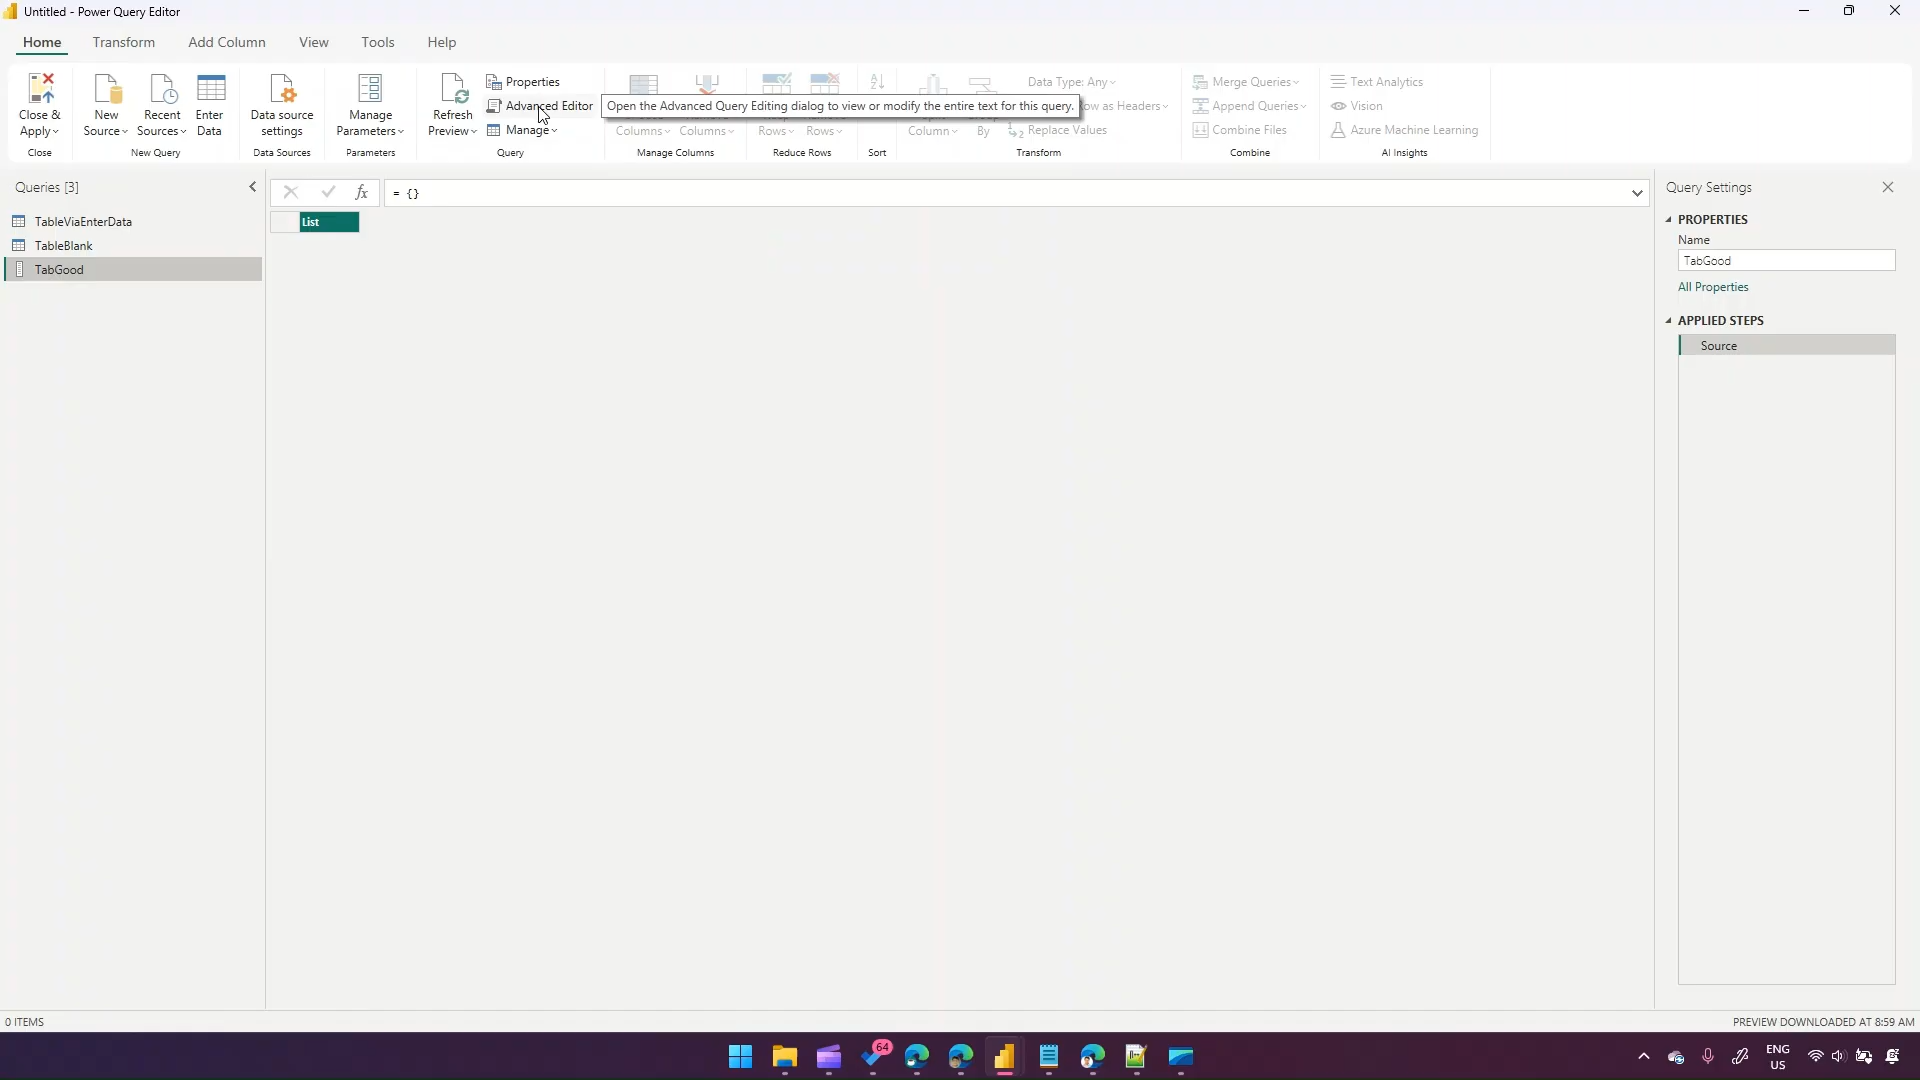 Untitled - Power Query Editor
Home Transform Add Column View Tools Help
Close & Apply
New Source
Recent Sources
Enter Data
Data source settings
Manage Parameters
Refresh Preview
Properties
Advanced Editor
Manage
Open the Advanced Query Editing dialog to view or modify the entire text for this query.
Columns
Columns
Rows
Rows
Column
By
Data Type: Any
Row as Headers
Replace Values
Merge Queries
Append Queries
Combine Files
Text Analytics
Vision
Azure Machine Learning
Close
New Query
Data Sources
Parameters
Query
Manage Columns
Reduce Rows
Sort
Transform
Combine
AI Insights
Queries [3]
TableViaEnterData
TableBlank
TabGood
fx
= {}
List
Query Settings
PROPERTIES
Name
TabGood
All Properties
APPLIED STEPS
Source
0 ITEMS
PREVIEW DOWNLOADED AT 8:59 AM
64
ENG
US